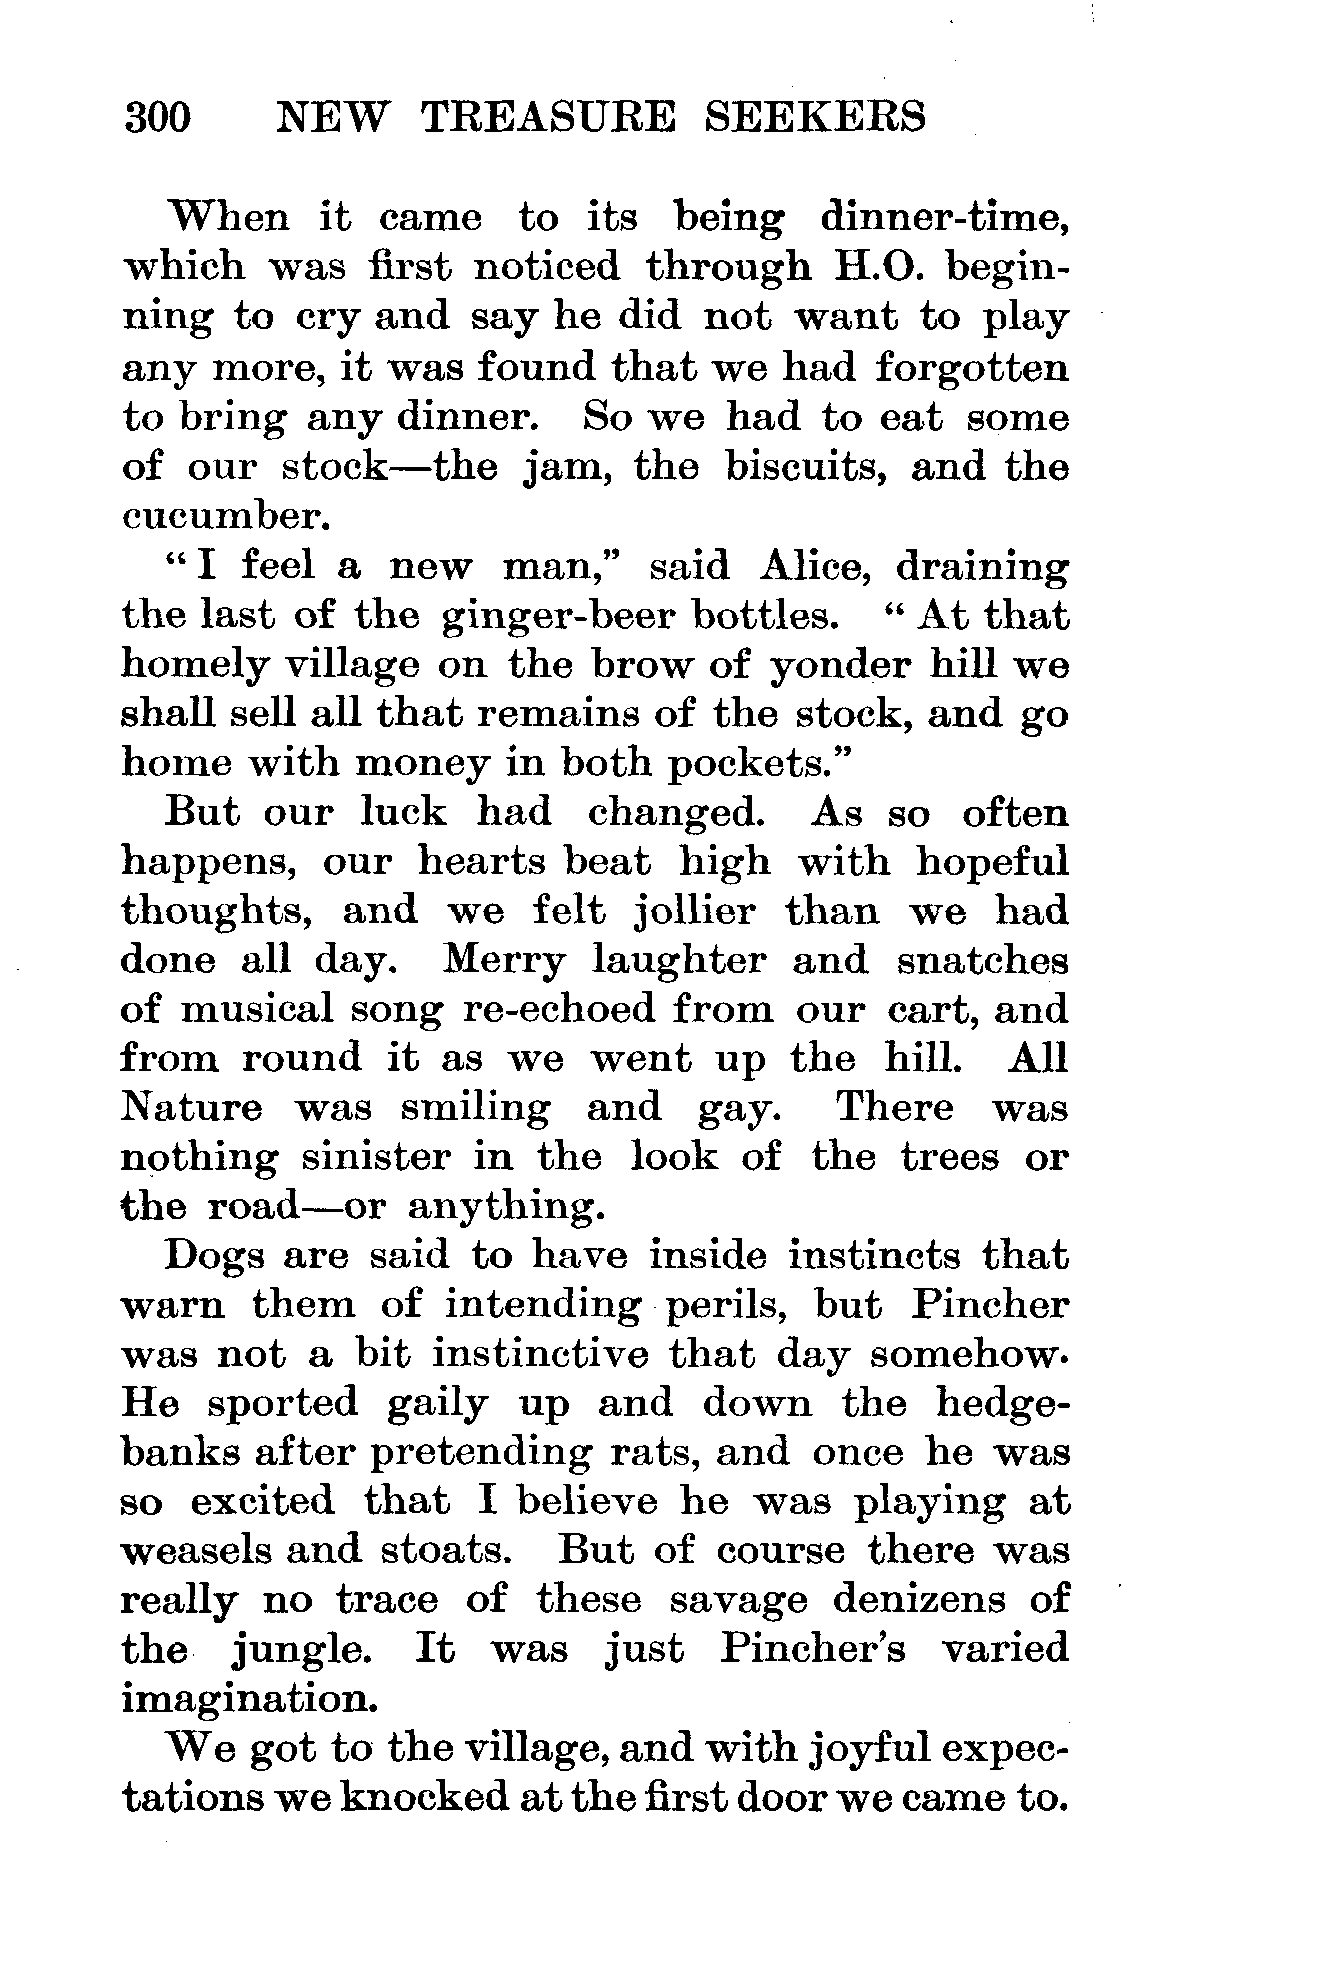 300 NEW TREASURE SEEKERS
When it came to its being dinner-time,
which was first noticed through H.O. begin-
ning to cry and say he did not want to play
any more, it was found that we had forgotten
to bring any dinner. So we had to eat some
of our stock—the jam, the biscuits, and the
cucumber.
“I feel a new man,” said Alice, draining
the last of the ginger-beer bottles. “At that
homely village on the brow of yonder hill we
shall sell all that remains of the stock, and go
home with money in both pockets.”
But our luck had changed. As so often
happens, our hearts beat high with hopeful
thoughts, and we felt jollier than we had
done all day. Merry laughter and snatches
of musical song re-echoed from our cart, and
from round it as we went up the hill. All
Nature was smiling and gay. There was
nothing sinister in the look of the trees or
the road—or anything.
Dogs are said to have inside instincts that
warn them of intending perils, but Pincher
was not a bit instinctive that day somehow.
He sported gaily up and down the hedge-
banks after pretending rats, and once he was
so excited that I believe he was playing at
weasels and stoats. But of course there was
really no trace of these savage denizens of
the jungle. It was just Pincher’s varied
imagination.
We got to the village, and with joyful expec-
tations we knocked at the first door we came to.